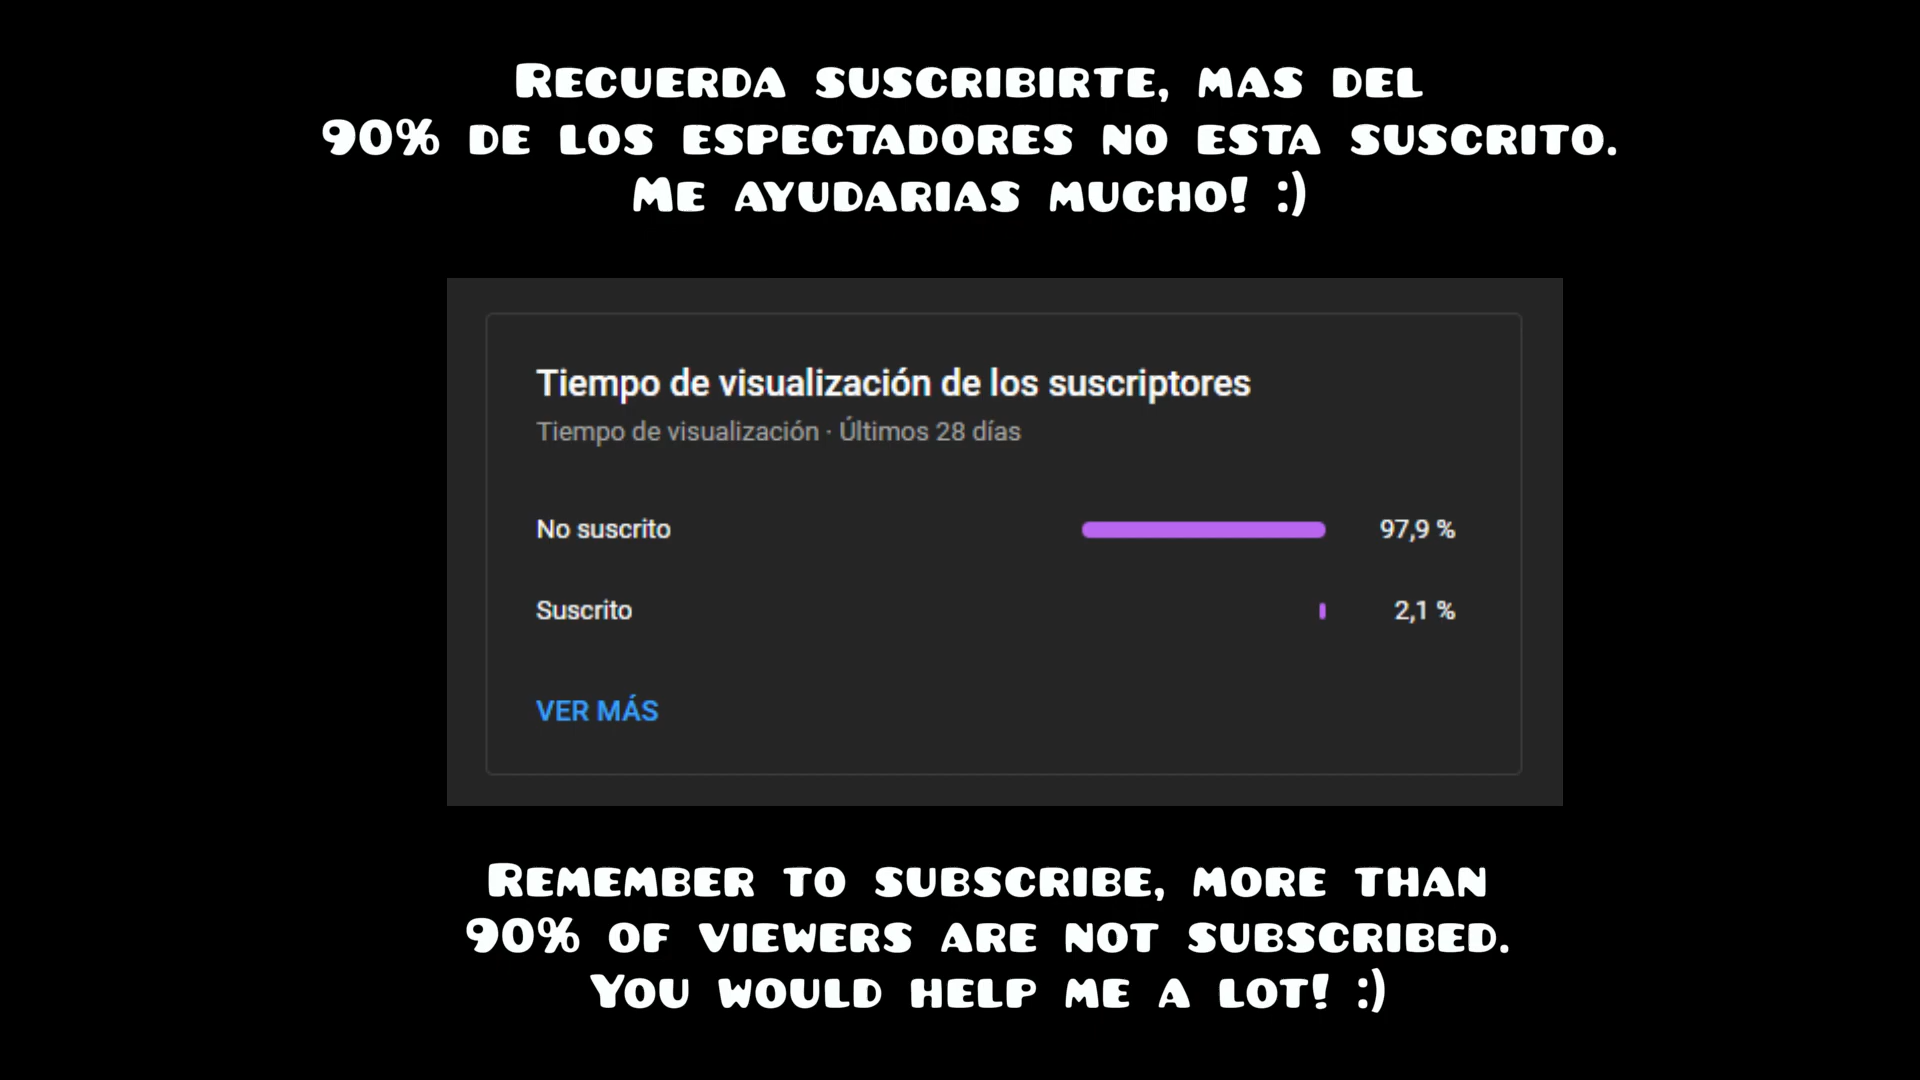 Recuerda suscribirte, mas del
90% de los espectadores no esta suscrito.
Me ayudarias mucho! :)
Tiempo de visualización de los suscriptores
Tiempo de visualización · Últimos 28 días
No suscrito 97,9 %
Suscrito 2,1 %
VER MÁS
Remember to subscribe, more than
90% of viewers are not subscribed.
You would help me a lot! :)